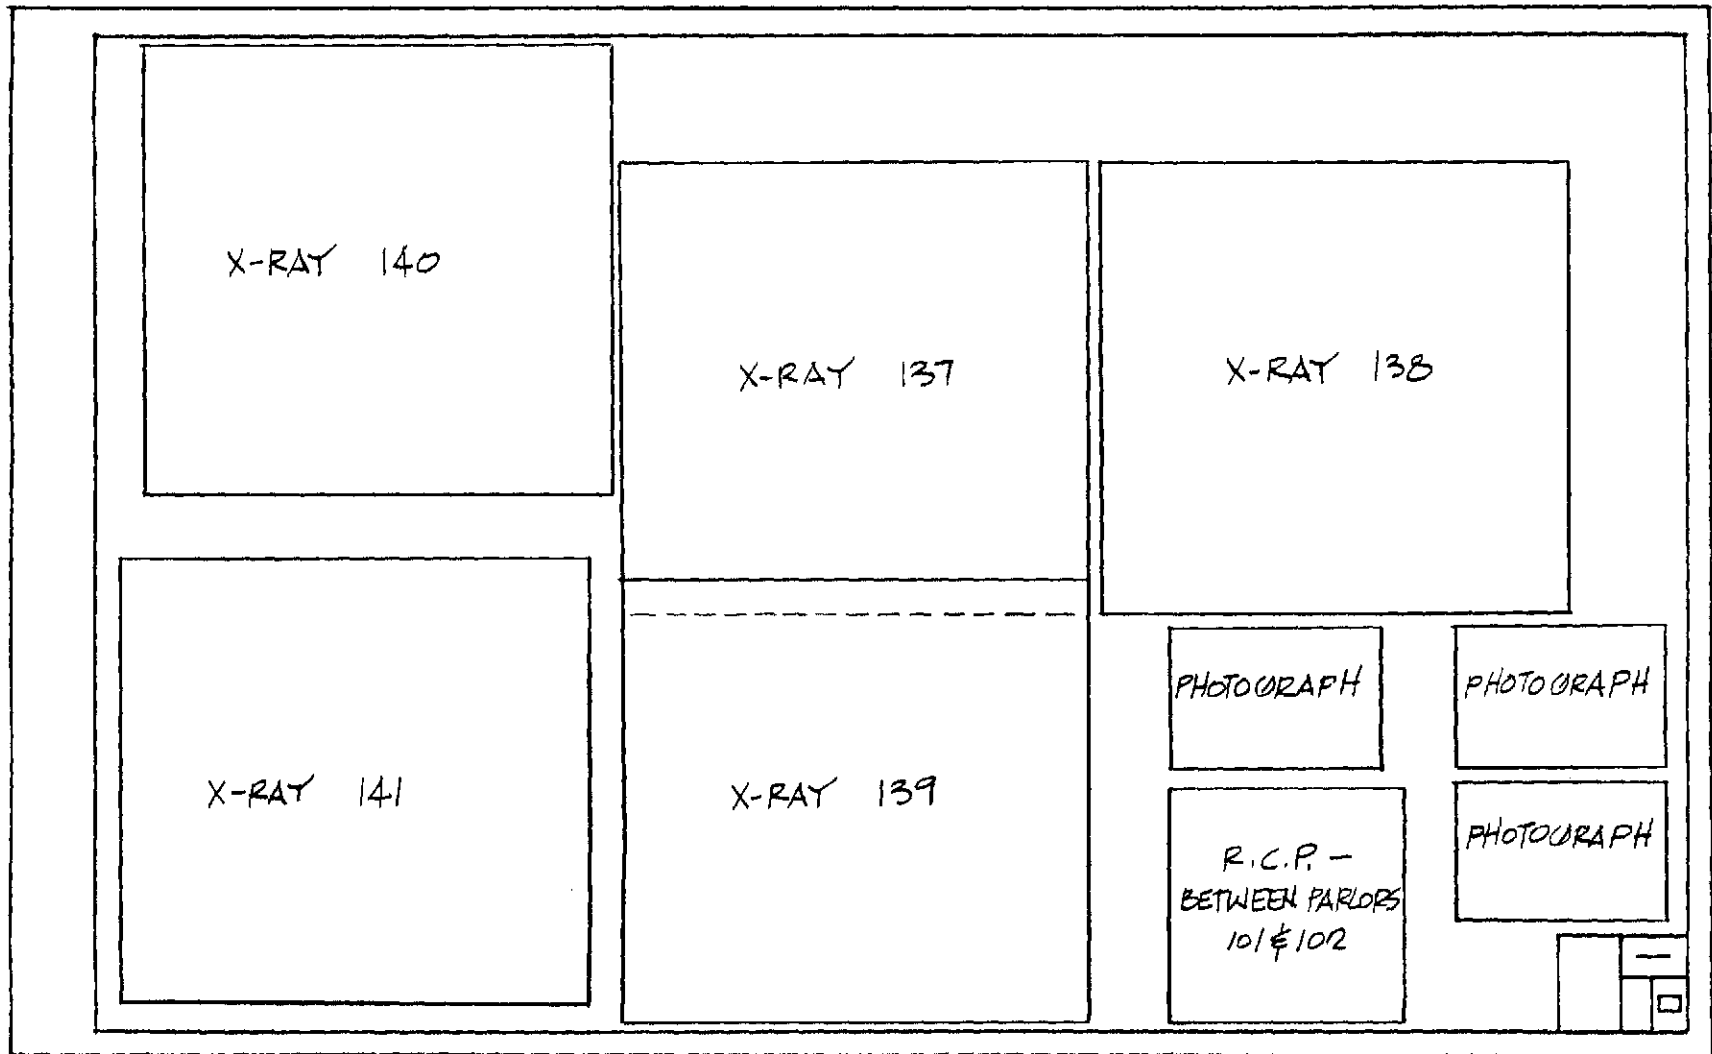 X-RAY 140
X-RAY 137
X-RAY 138
X-RAY 141
X-RAY 139
PHOTOGRAPH
PHOTOGRAPH
PHOTOGRAPH
R.C.P. –
BETWEEN PARLORS
101 & 102